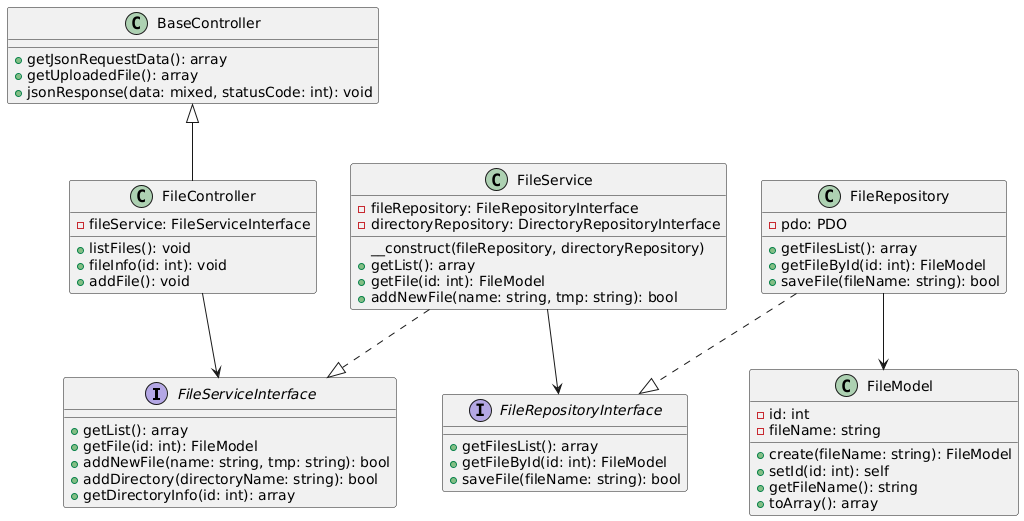 C BaseController
getJsonRequestData(): array
getUploadedFile(): array
jsonResponse(data: mixed, statusCode: int): void
C FileController
fileService: FileServiceInterface
listFiles(): void
fileInfo(id: int): void
addFile(): void
C FileService
fileRepository: FileRepositoryInterface
directoryRepository: DirectoryRepositoryInterface
__construct(fileRepository, directoryRepository)
getList(): array
getFile(id: int): FileModel
addNewFile(name: string, tmp: string): bool
C FileRepository
pdo: PDO
getFilesList(): array
getFileById(id: int): FileModel
saveFile(fileName: string): bool
I FileServiceInterface
getList(): array
getFile(id: int): FileModel
addNewFile(name: string, tmp: string): bool
addDirectory(directoryName: string): bool
getDirectoryInfo(id: int): array
I FileRepositoryInterface
getFilesList(): array
getFileById(id: int): FileModel
saveFile(fileName: string): bool
C FileModel
id: int
fileName: string
create(fileName: string): FileModel
setId(id: int): self
getFileName(): string
toArray(): array